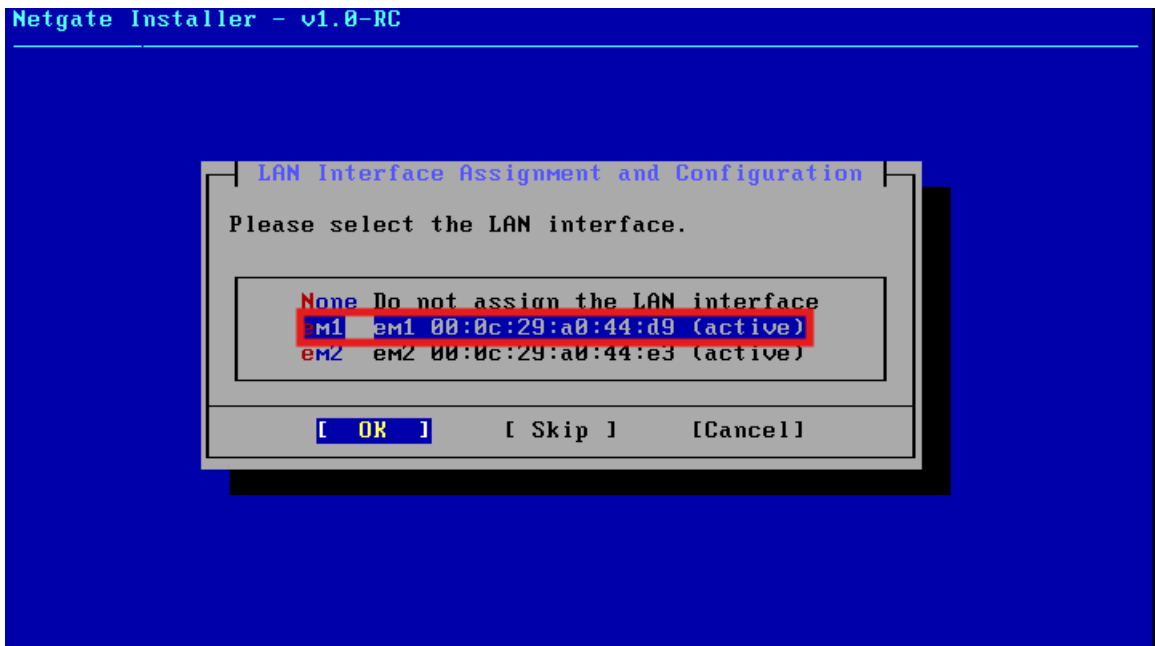 Netgate Installer - v1.0-RC
LAN Interface Assignment and Configuration
Please select the LAN interface.
None Do not assign the LAN interface
em1 em1 00:0c:29:a0:44:d9 (active)
em2 em2 00:0c:29:a0:44:e3 (active)
[ OK ] [ Skip ] [Cancel]